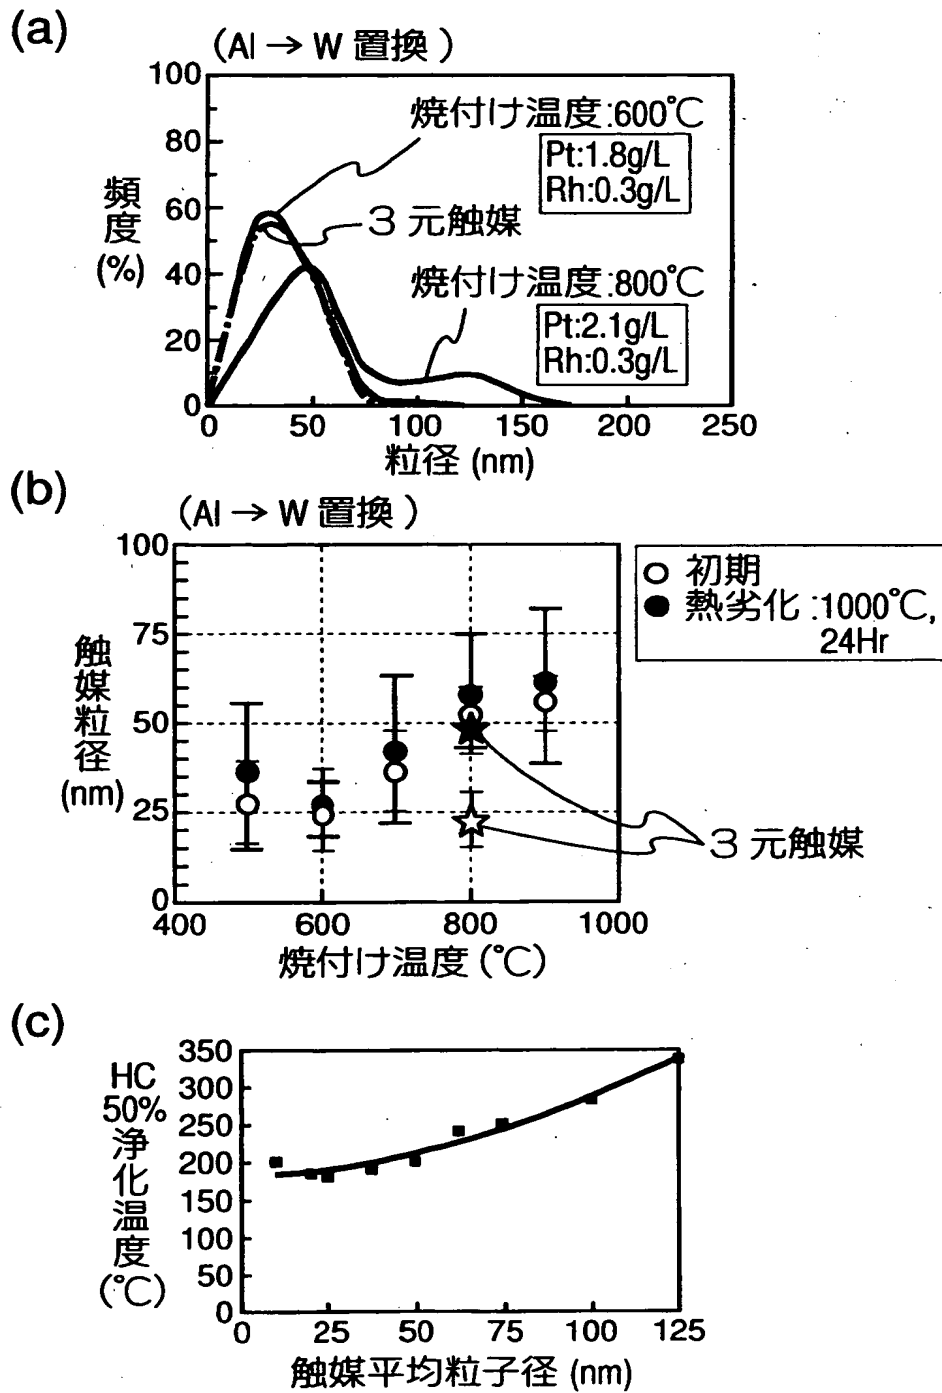 (a)
(Al → W 置換)
100
80
60
40
20
0
頻度
(%)
焼付け温度:600℃
Pt:1.8g/L
Rh:0.3g/L
3元触媒
焼付け温度:800℃
Pt:2.1g/L
Rh:0.3g/L
0 50 100 150 200 250
粒径 (nm)
(b)
(Al → W 置換)
100
75
50
25
0
触媒粒径
(nm)
○ 初期
● 熱劣化 :1000℃,
24Hr
3元触媒
400 600 800 1000
焼付け温度 (℃)
(c)
350
300
250
200
150
100
50
0
HC
50%
浄化温度
(℃)
0 25 50 75 100 125
触媒平均粒子径 (nm)